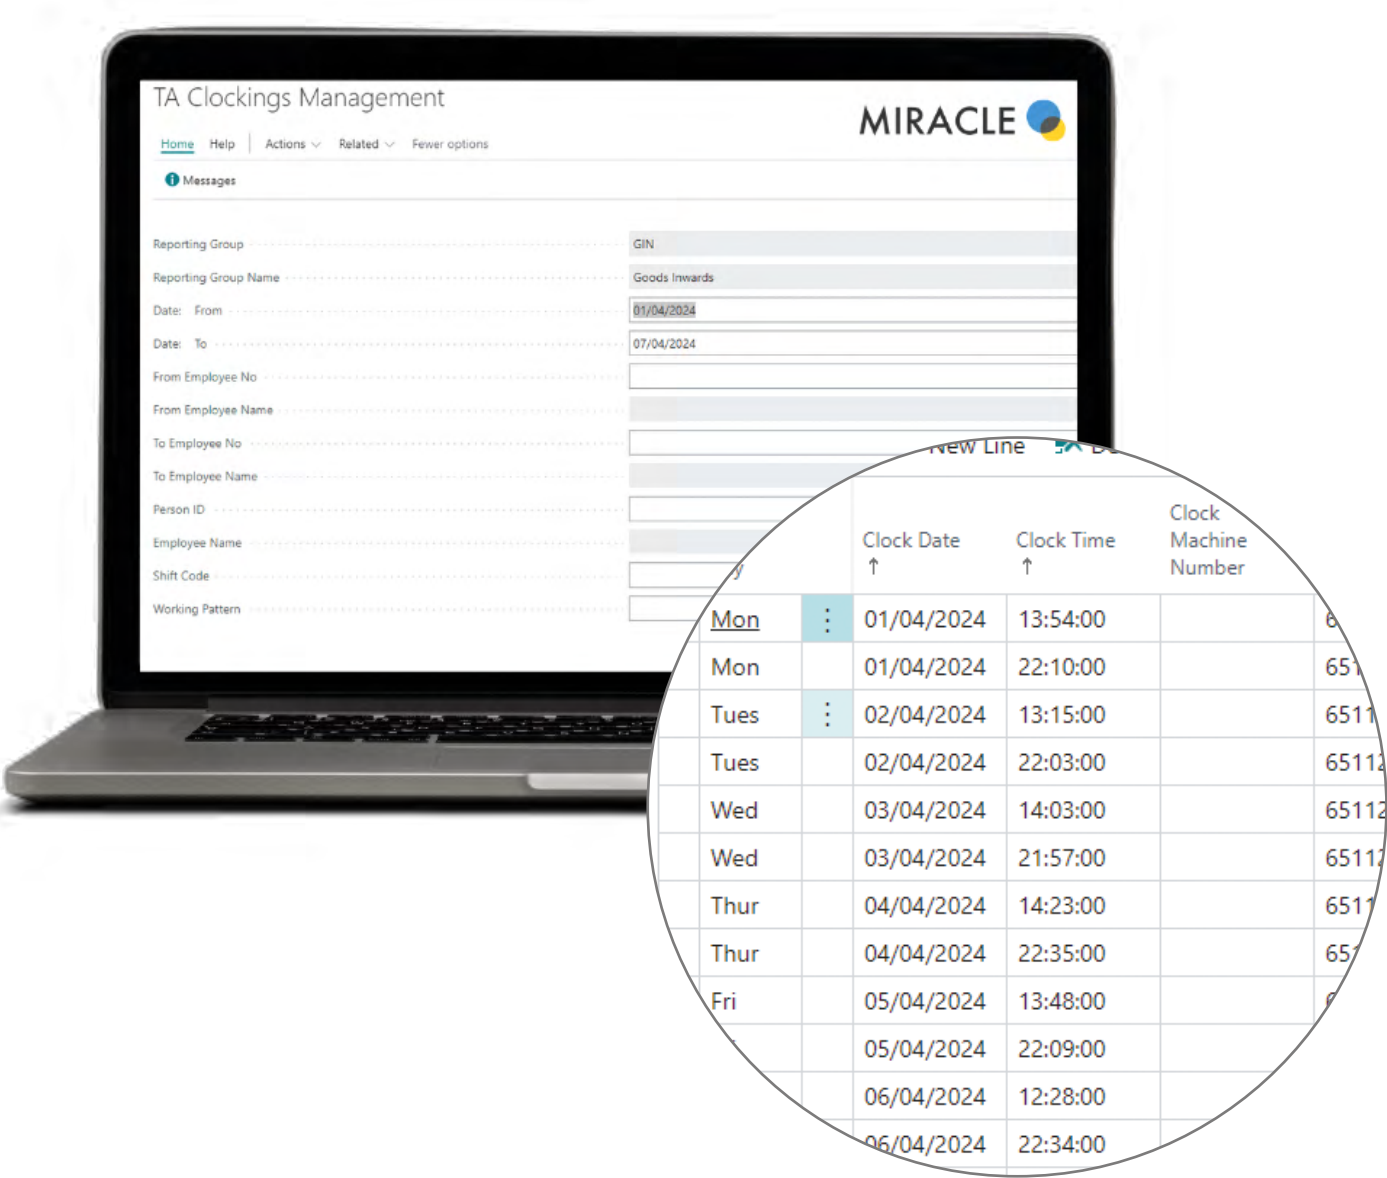 TA Clockings Management
MIRACLE
Home Help Actions Related Fewer options
Messages
Reporting Group GIN
Reporting Group Name Goods Inwards
Date: From 01/04/2024
Date: To 07/04/2024
From Employee No
From Employee Name
To Employee No
To Employee Name
Person ID
Employee Name
Shift Code
Working Pattern
New Line
Clock Date Clock Time Clock Machine Number
Mon 01/04/2024 13:54:00
Mon 01/04/2024 22:10:00
Tues 02/04/2024 13:15:00
Tues 02/04/2024 22:03:00
Wed 03/04/2024 14:03:00
Wed 03/04/2024 21:57:00
Thur 04/04/2024 14:23:00
Thur 04/04/2024 22:35:00
Fri 05/04/2024 13:48:00
05/04/2024 22:09:00
06/04/2024 12:28:00
06/04/2024 22:34:00